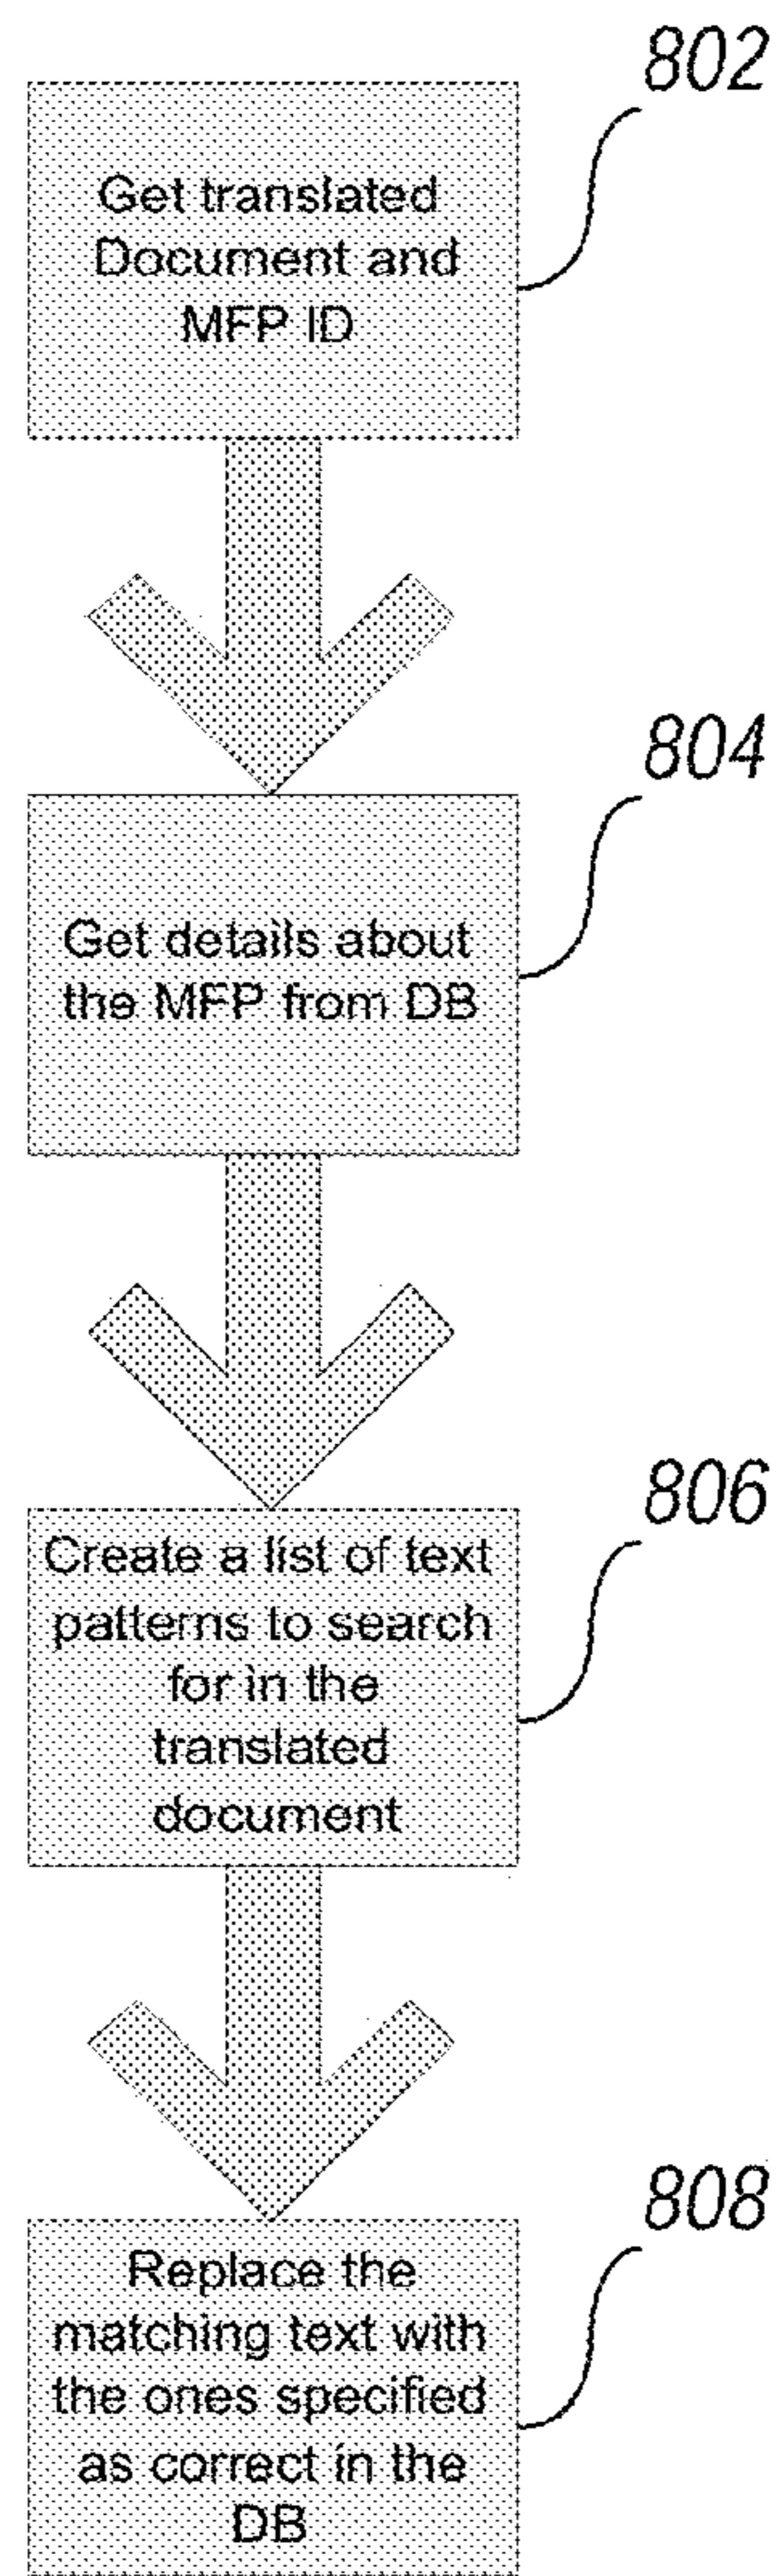 802
Get translated
Document and
MFP ID
804
Get details about
the MFP from DB
806
Create a list of text
patterns to search
for in the
translated
document
808
Replace the
matching text with
the ones specified
as correct in the
DB